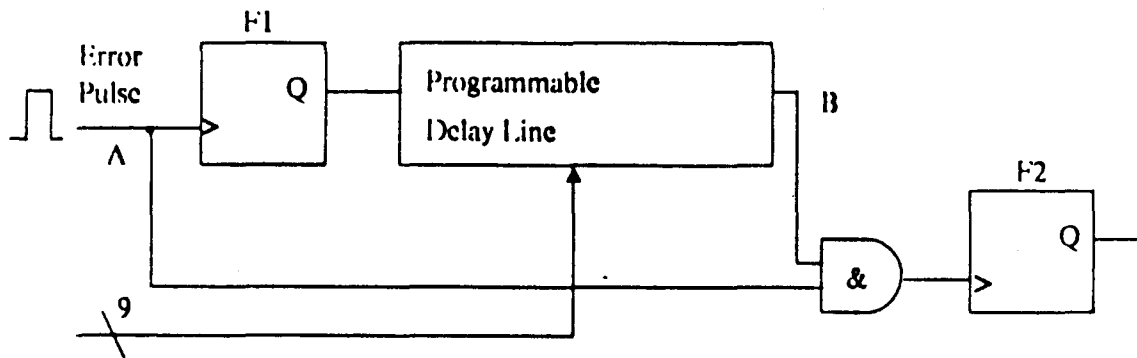 F1
Error
Pulse
Q
Programmable
Delay Line
A
B
F2
Q
&
9